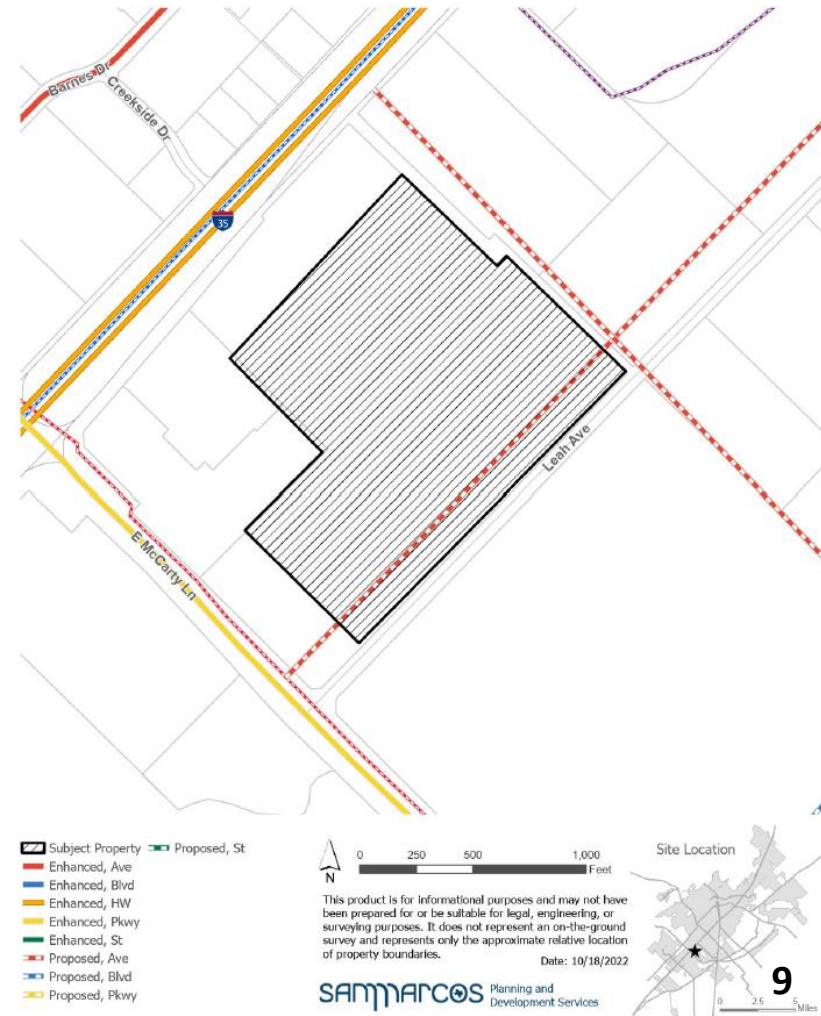 Barnes Dr
Creekside Dr
35
Leah Ave
E McCarty Ln
Subject Property
Proposed, St
Enhanced, Ave
Enhanced, Blvd
Enhanced, HW
Enhanced, Pkwy
Enhanced, St
Proposed, Ave
Proposed, Blvd
Proposed, Pkwy
N
0 250 500 1,000
Feet
This product is for informational purposes and may not have
been prepared for or be suitable for legal, engineering, or
surveying purposes. It does not represent an on-the-ground
survey and represents only the approximate relative location
of property boundaries.
Date: 10/18/2022
SAN MARCOS
Planning and
Development Services
Site Location
9
0 2.5 5
Miles